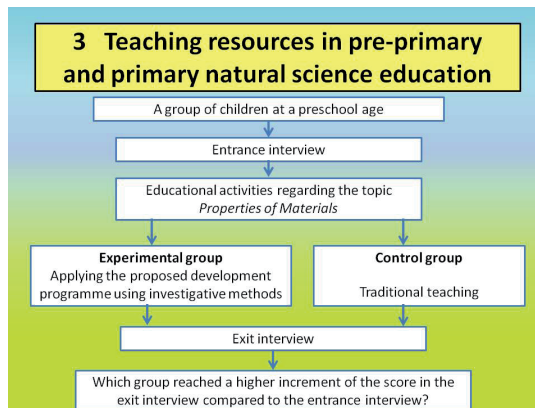 3 Teaching resources in pre-primary
and primary natural science education
A group of children at a preschool age
Entrance interview
Educational activities regarding the topic
Properties of Materials
Experimental group
Applying the proposed development
programme using investigative methods
Control group
Traditional teaching
Exit interview
Which group reached a higher increment of the score in the
exit interview compared to the entrance interview?